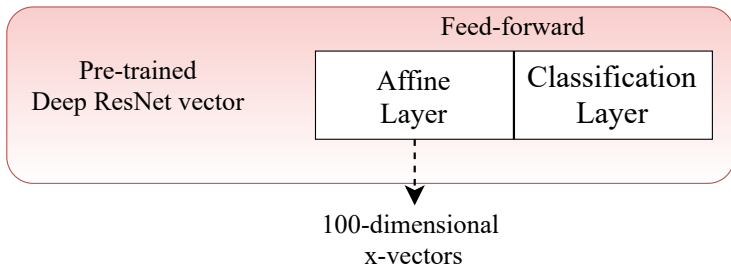 Feed-forward
Pre-trained
Deep ResNet vector
Affine
Layer
Classification
Layer
100-dimensional
x-vectors